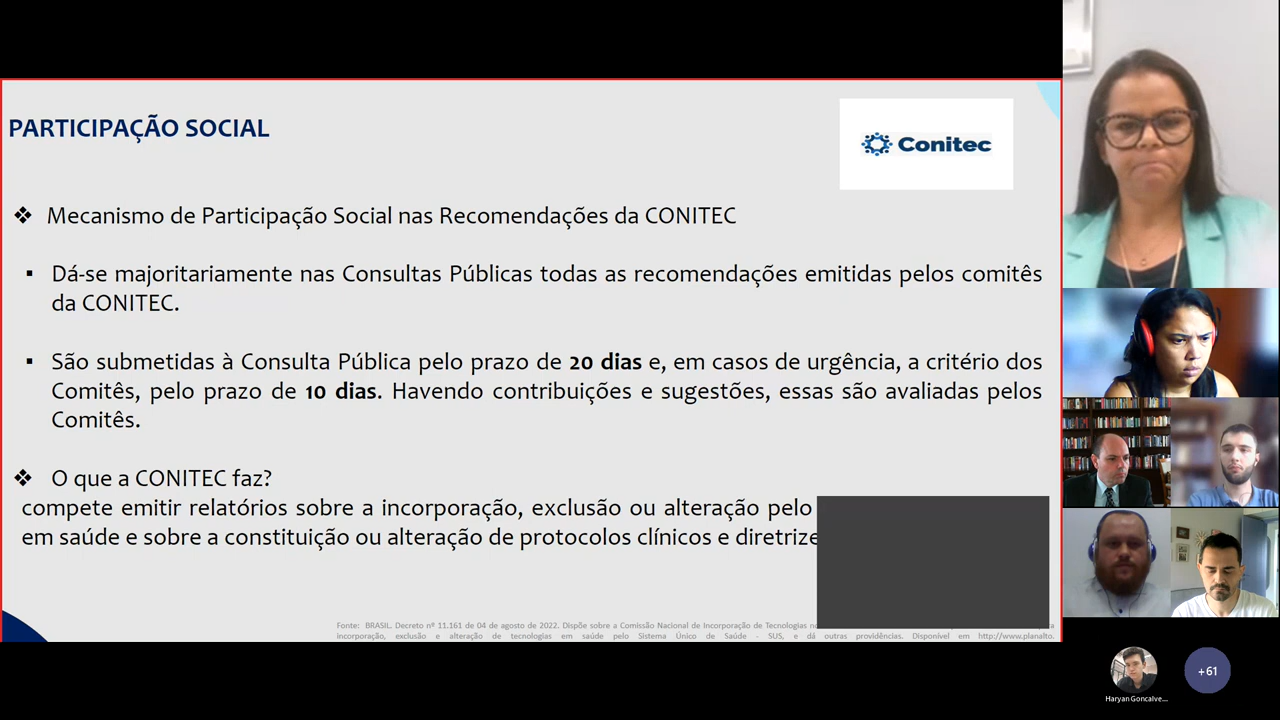 PARTICIPAÇÃO SOCIAL
Conitec
❖ Mecanismo de Participação Social nas Recomendações da CONITEC
▪ Dá-se majoritariamente nas Consultas Públicas todas as recomendações emitidas pelos comitês
da CONITEC.
▪ São submetidas à Consulta Pública pelo prazo de 20 dias e, em casos de urgência, a critério dos
Comitês, pelo prazo de 10 dias. Havendo contribuições e sugestões, essas são avaliadas pelos
Comitês.
❖ O que a CONITEC faz?
compete emitir relatórios sobre a incorporação, exclusão ou alteração pelo
em saúde e sobre a constituição ou alteração de protocolos clínicos e diretrize
Fonte: BRASIL. Decreto nº 11.161 de 04 de agosto de 2022. Dispõe sobre a Comissão Nacional de Incorporação de Tecnologias
incorporação, exclusão e alteração de tecnologias em saúde pelo Sistema Único de Saúde - SUS, e dá outras providências. Disponível em http://www.planalto.
Haryan Goncalve...
+61